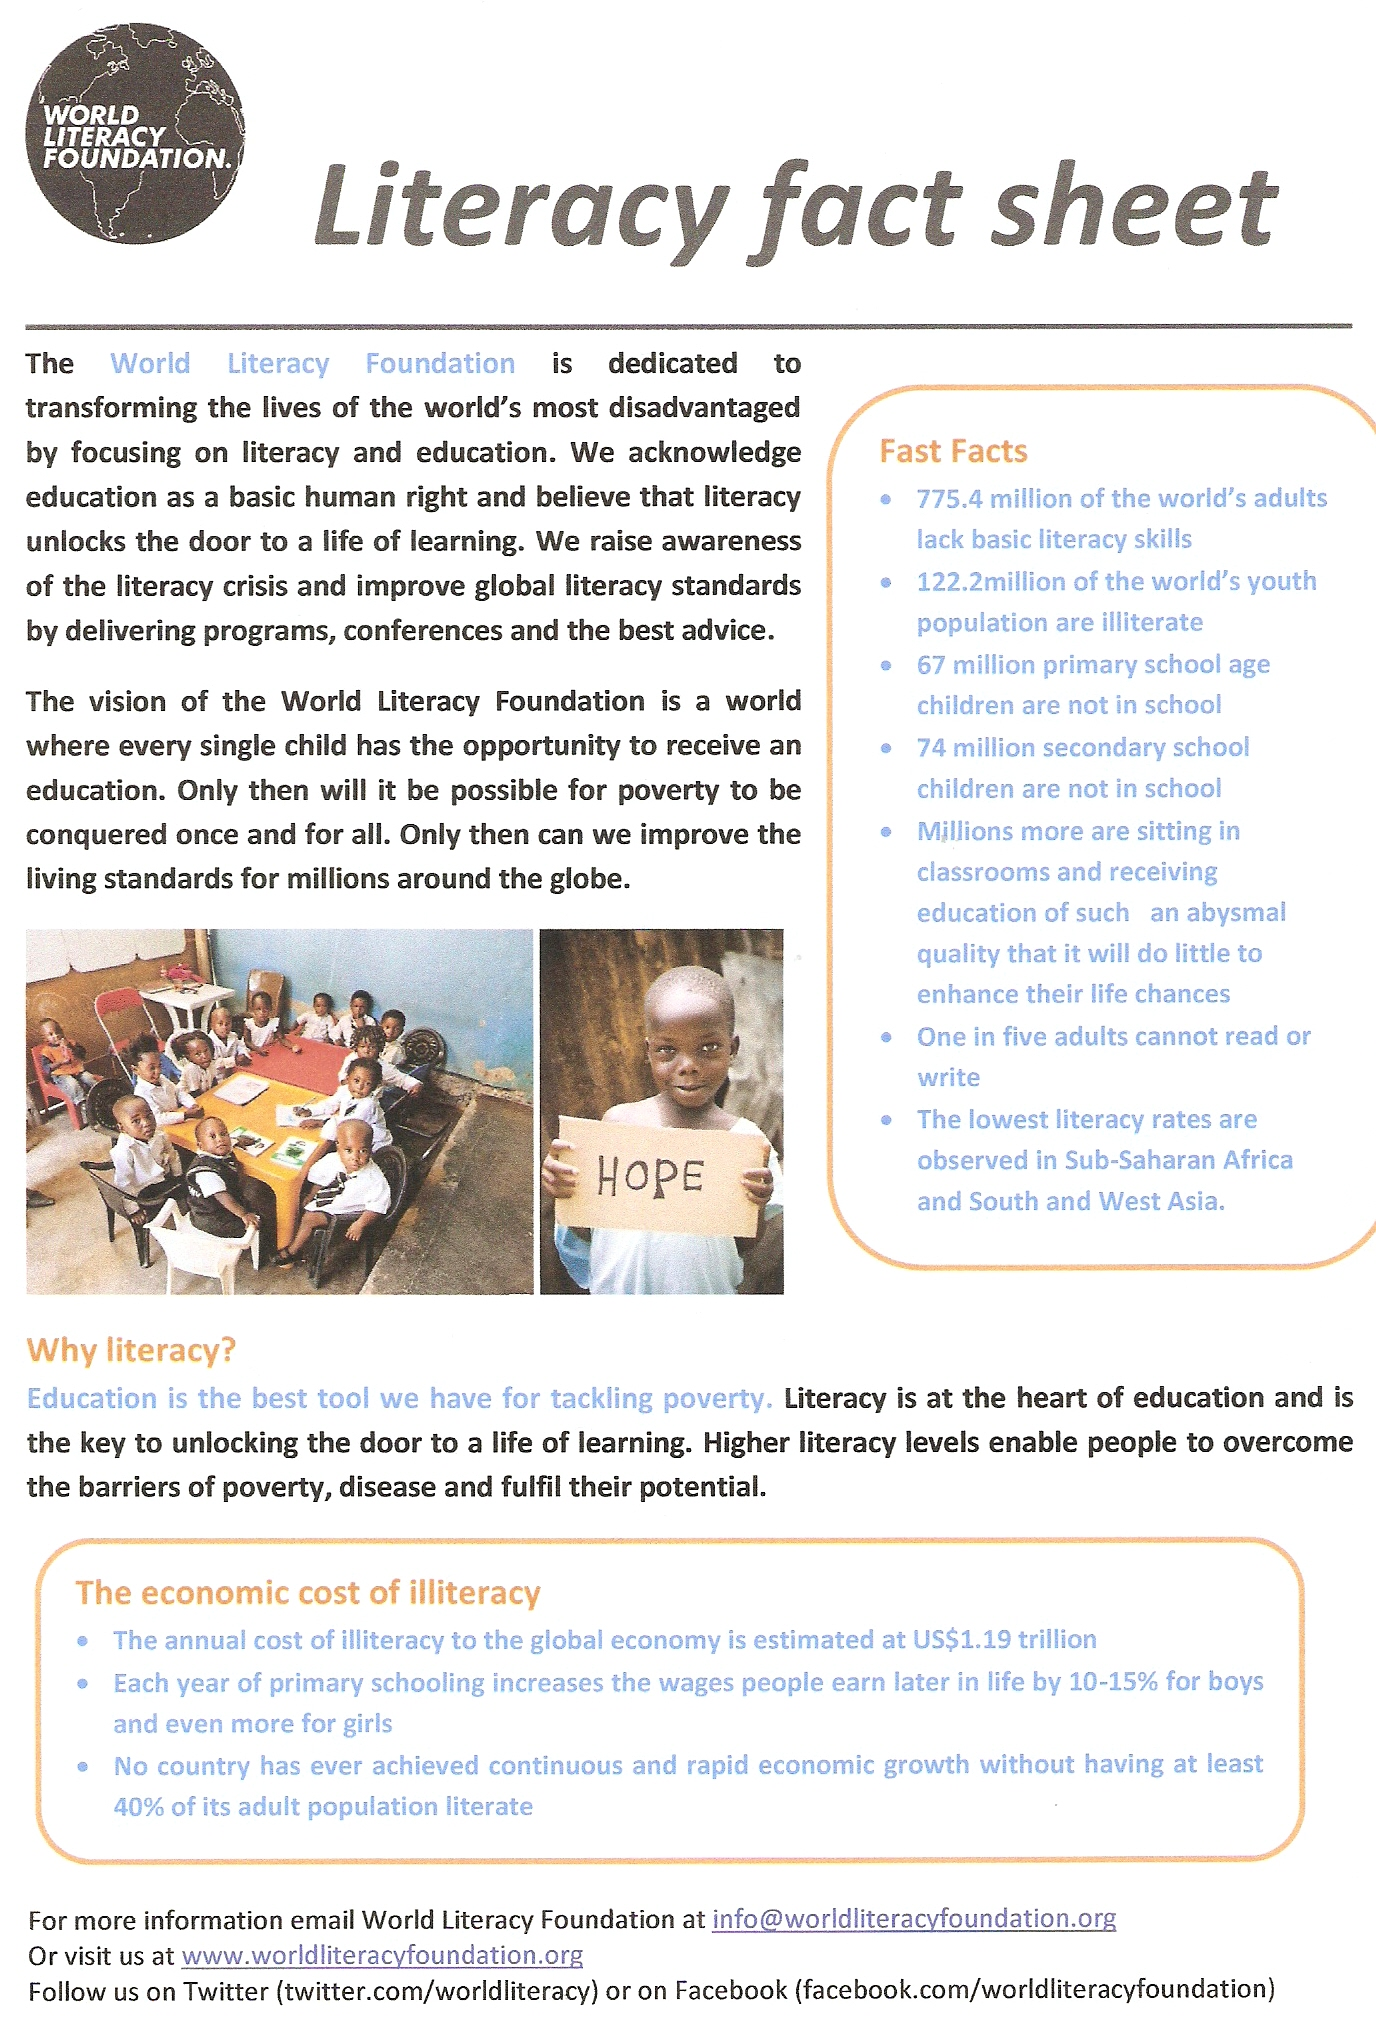 WORLD
LITERACY
FOUNDATION.
Literacy fact sheet
The World Literacy Foundation is dedicated to
transforming the lives of the world's most disadvantaged
by focusing on literacy and education. We acknowledge
education as a basic human right and believe that literacy
unlocks the door to a life of learning. We raise awareness
of the literacy crisis and improve global literacy standards
by delivering programs, conferences and the best advice.
The vision of the World Literacy Foundation is a world
where every single child has the opportunity to receive an
education. Only then will it be possible for poverty to be
conquered once and for all. Only then can we improve the
living standards for millions around the globe.
HOPE
Fast Facts
• 775.4 million of the world's adults
lack basic literacy skills
• 122.2million of the world's youth
population are illiterate
• 67 million primary school age
children are not in school
• 74 million secondary school
children are not in school
• Millions more are sitting in
classrooms and receiving
education of such an abysmal
quality that it will do little to
enhance their life chances
• One in five adults cannot read or
write
• The lowest literacy rates are
observed in Sub-Saharan Africa
and South and West Asia.
Why literacy?
Education is the best tool we have for tackling poverty. Literacy is at the heart of education and is
the key to unlocking the door to a life of learning. Higher literacy levels enable people to overcome
the barriers of poverty, disease and fulfil their potential.
The economic cost of illiteracy
• The annual cost of illiteracy to the global economy is estimated at US$1.19 trillion
• Each year of primary schooling increases the wages people earn later in life by 10-15% for boys
and even more for girls
• No country has ever achieved continuous and rapid economic growth without having at least
40% of its adult population literate
For more information email World Literacy Foundation at info@worldliteracyfoundation.org
Or visit us at www.worldliteracyfoundation.org
Follow us on Twitter (twitter.com/worldliteracy) or on Facebook (facebook.com/worldliteracyfoundation)